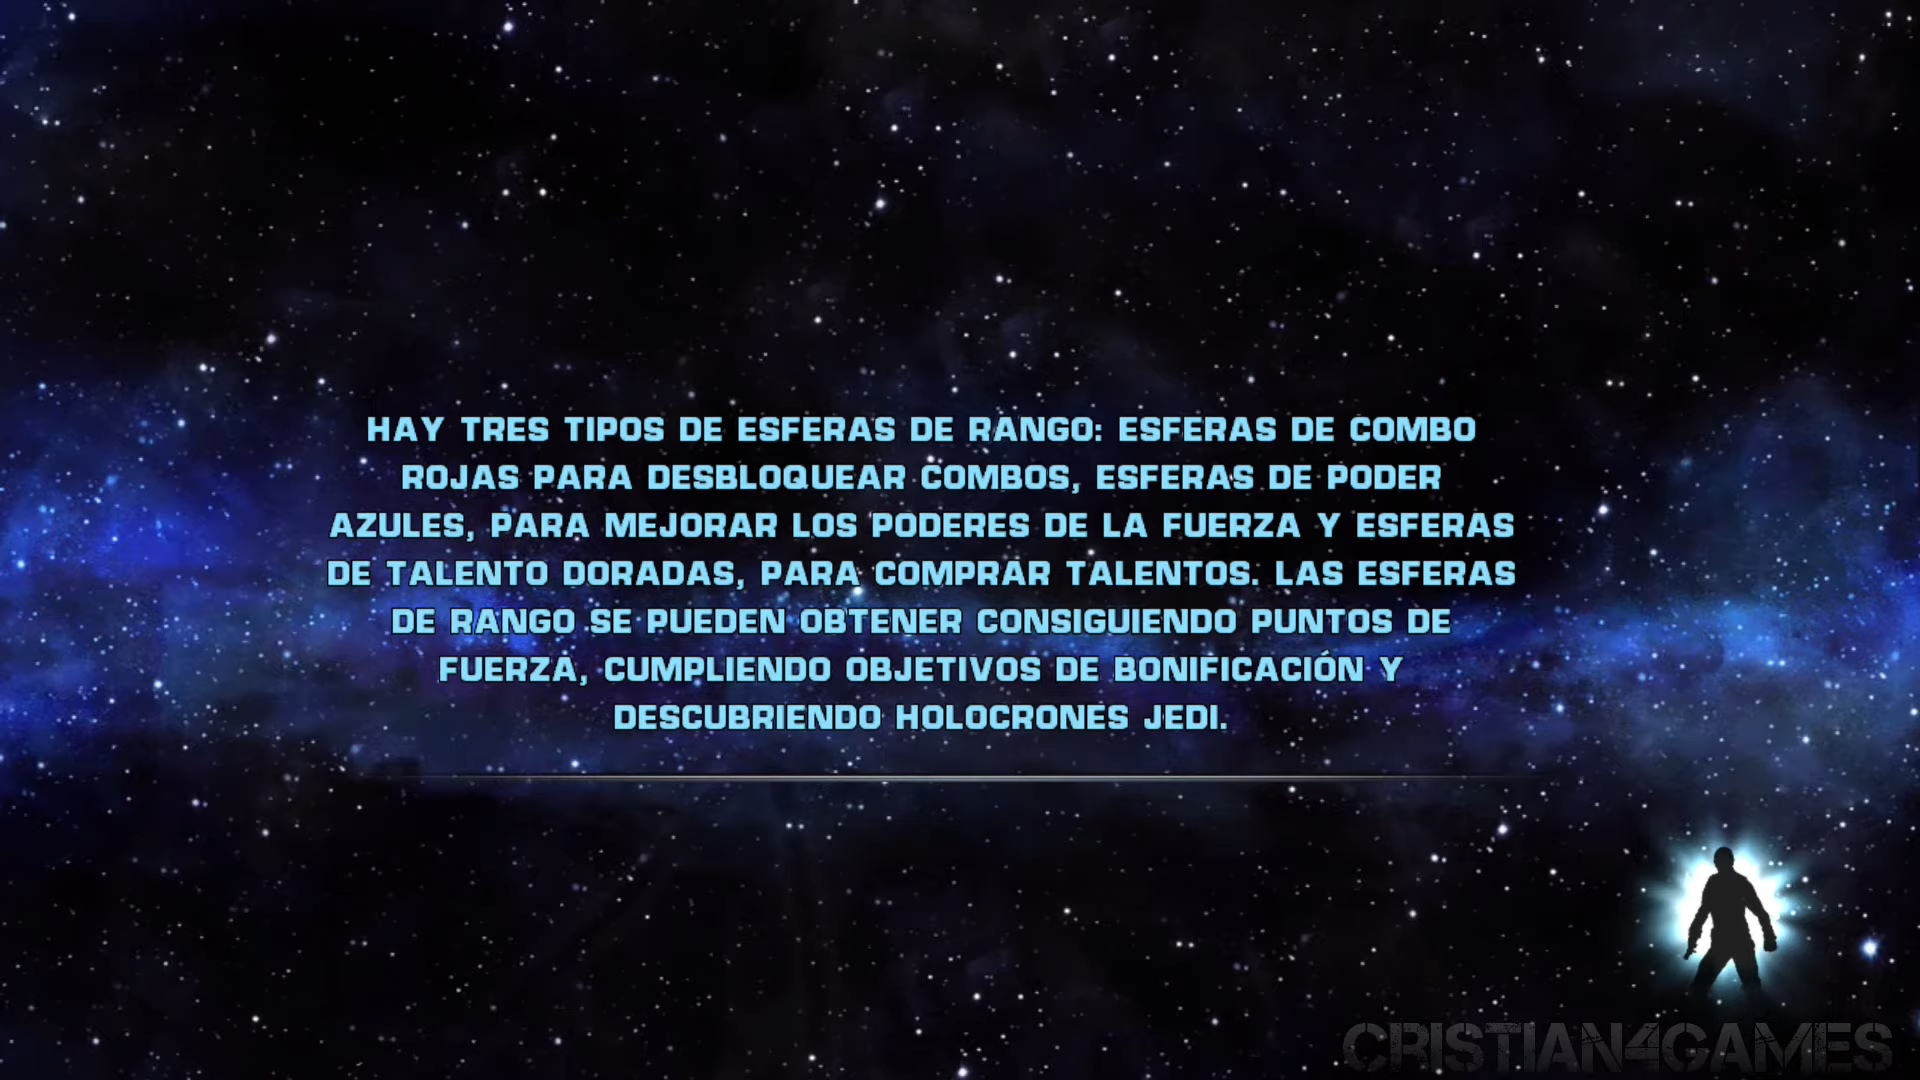 HAY TRES TIPOS DE ESFERAS DE RANGO: ESFERAS DE COMBO
ROJAS PARA DESBLOQUEAR COMBOS, ESFERAS DE PODER
AZULES, PARA MEJORAR LOS PODERES DE LA FUERZA Y ESFERAS
DE TALENTO DORADAS, PARA COMPRAR TALENTOS. LAS ESFERAS
DE RANGO SE PUEDEN OBTENER CONSIGUIENDO PUNTOS DE
FUERZA, CUMPLIENDO OBJETIVOS DE BONIFICACIÓN Y
DESCUBRIENDO HOLOCRONES JEDI.
CRISTIAN4GAMES